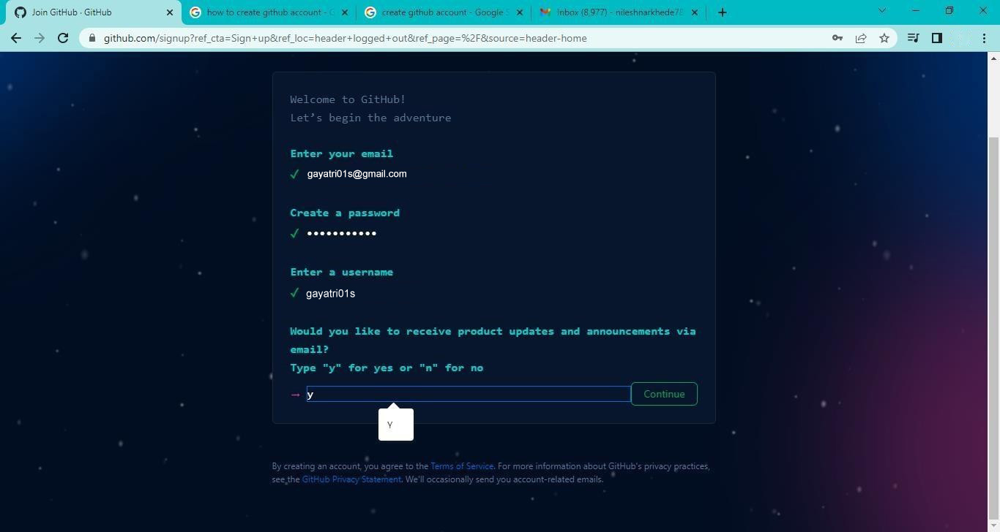 Join GitHub · GitHub
how to create github account - G
create github account - Google S
Inbox (8,977) - nileshnarkhede78
github.com/signup?ref_cta=Sign+up&ref_loc=header+logged+out&ref_page=%2F&source=header-home
Welcome to GitHub!
Let’s begin the adventure
Enter your email
✓ gayatri01s@gmail.com
Create a password
✓ •••••••••••
Enter a username
✓ gayatri01s
Would you like to receive product updates and announcements via
email?
Type "y" for yes or "n" for no
→ y Continue
Y
By creating an account, you agree to the Terms of Service. For more information about GitHub's privacy practices,
see the GitHub Privacy Statement. We'll occasionally send you account-related emails.